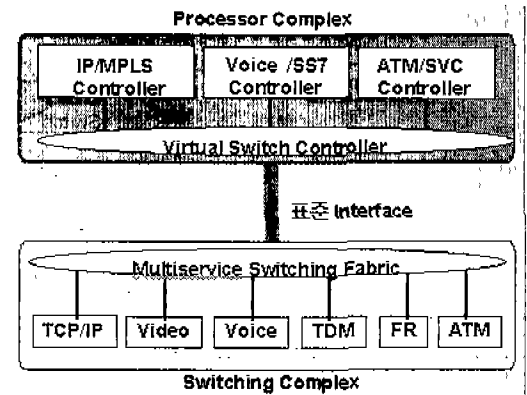 Processor Complex
IP/MPLS Controller
Voice /SS7 Controller
ATM/SVC Controller
Virtual Switch Controller
표준 Interface
Multiservice Switching Fabric
TCP/IP
Video
Voice
TDM
FR
ATM
Switching Complex